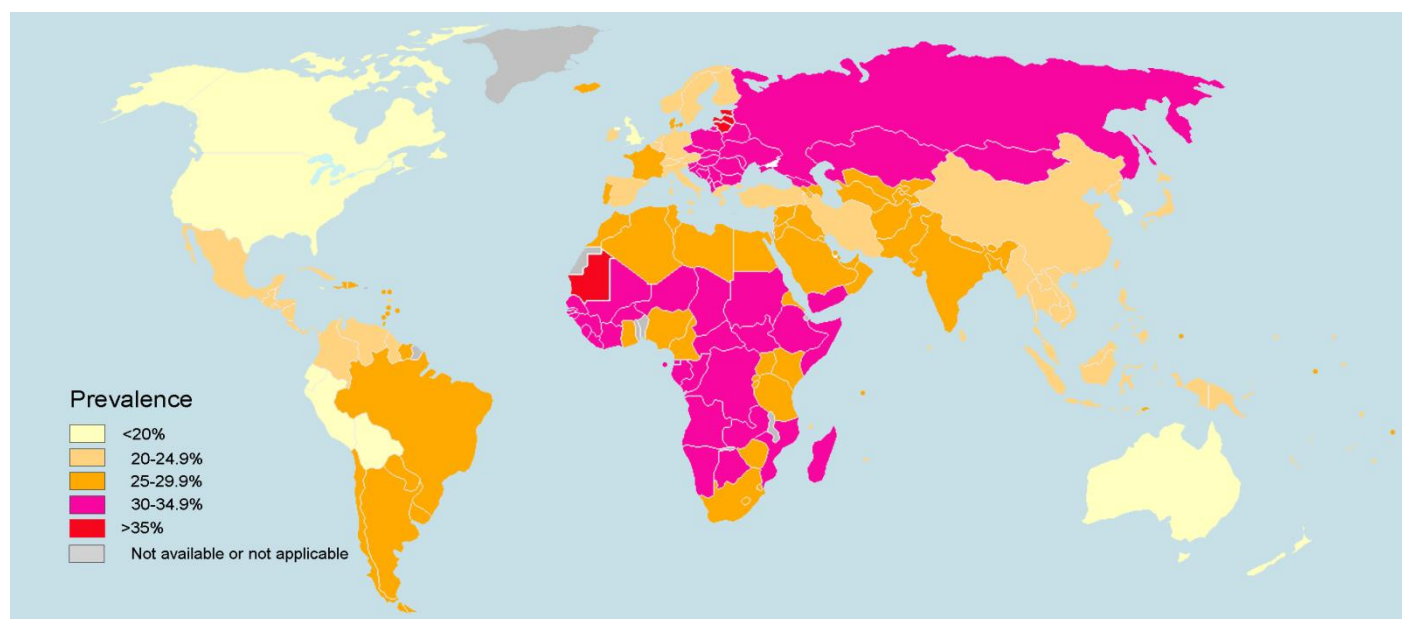 Prevalence
<20%
20-24.9%
25-29.9%
30-34.9%
>35%
Not available or not applicable